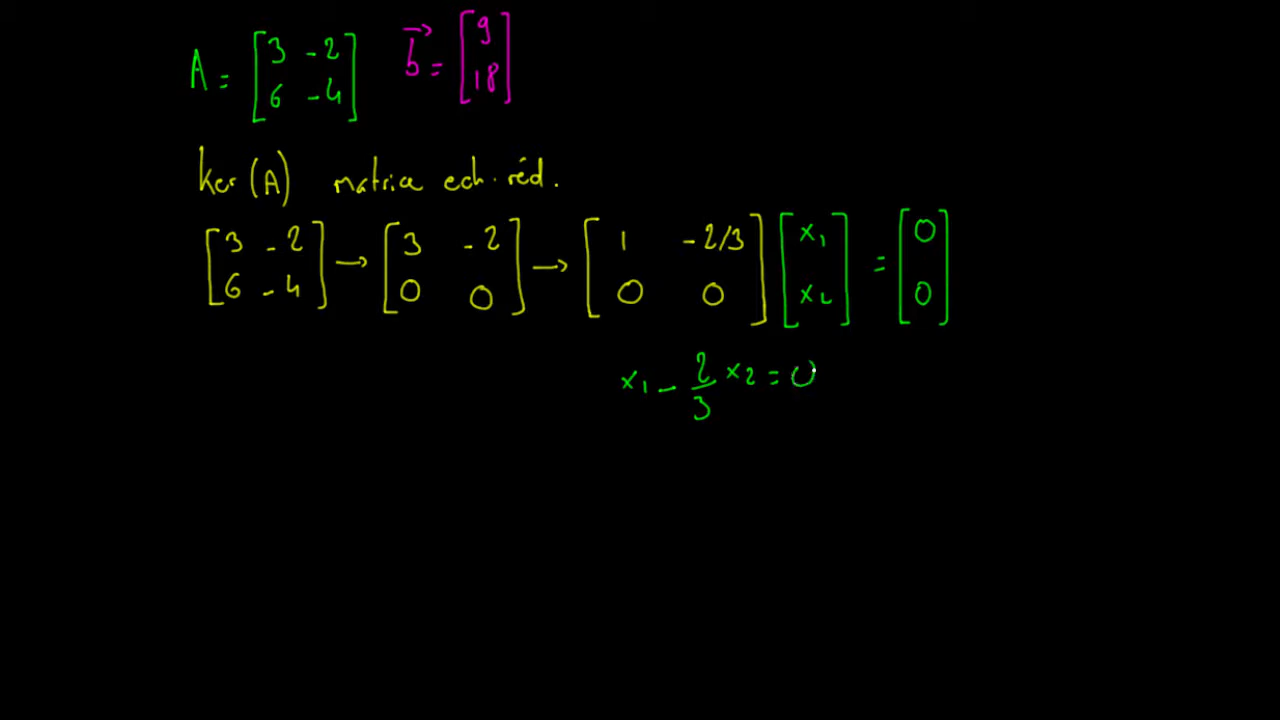 A = [3 -2; 6 -4] b⃗ = [9; 18]
ker(A) matrice ech. réd.
[3 -2; 6 -4] → [3 -2; 0 0] → [1 -2/3; 0 0] [x₁; x₂] = [0; 0]
x₁ - 2/3 x₂ = 0